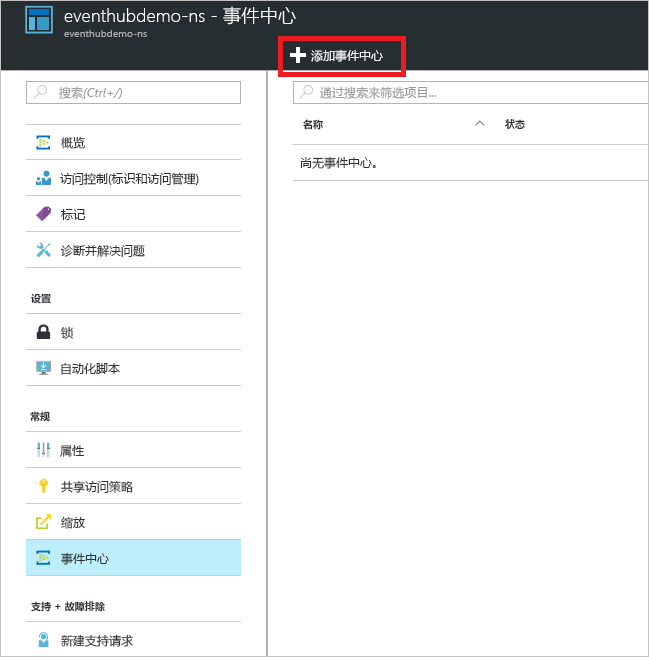 eventhubdemo-ns - 事件中心
eventhubdemo-ns
添加事件中心
搜索(Ctrl+/)
概览
访问控制(标识和访问管理)
标记
诊断并解决问题
设置
锁
自动化脚本
常规
属性
共享访问策略
缩放
事件中心
支持 + 故障排除
新建支持请求
通过搜索来筛选项目...
名称 状态
尚无事件中心。